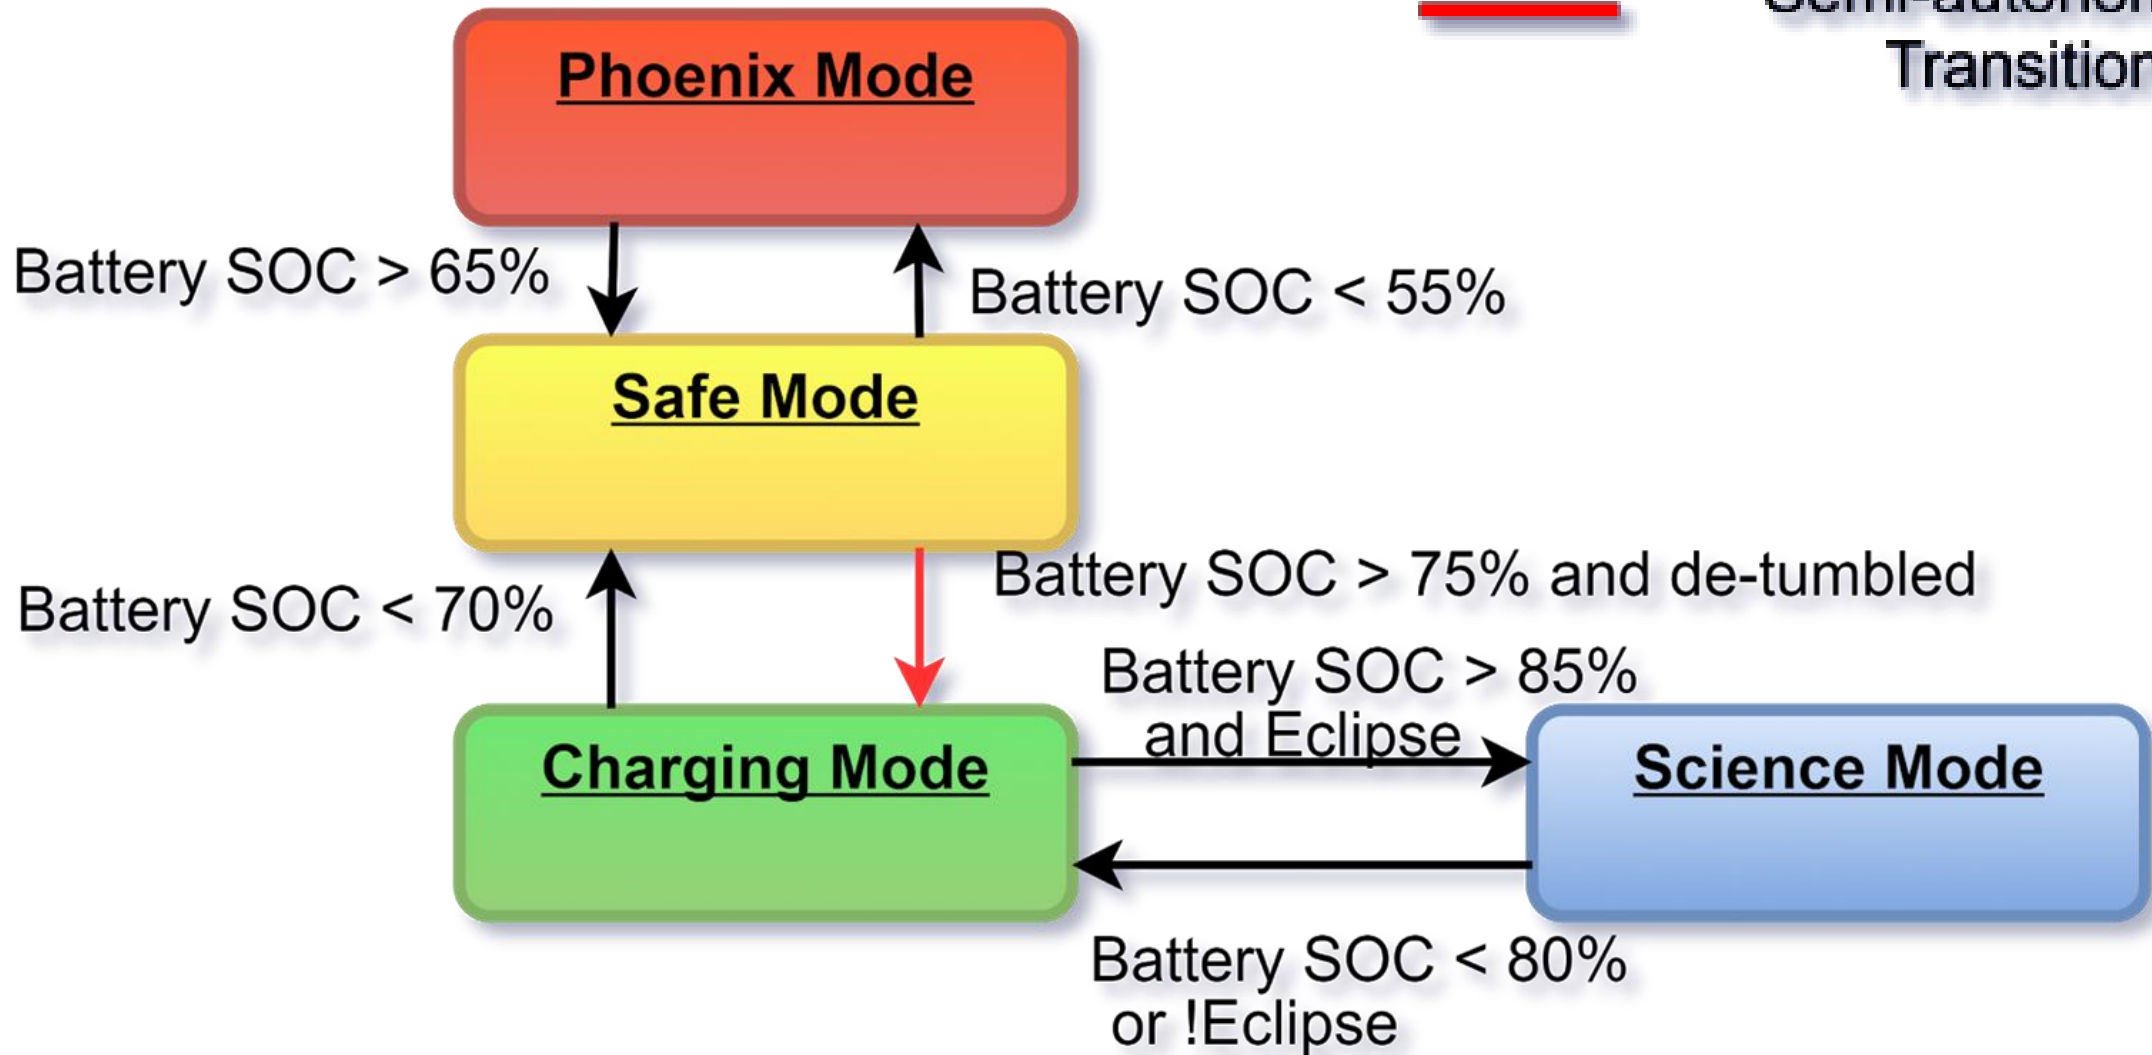 Transition
Phoenix Mode
Battery SOC > 65%
Battery SOC < 55%
Safe Mode
Battery SOC < 70%
Battery SOC > 75% and de-tumbled
Battery SOC > 85%
and Eclipse
Charging Mode
Science Mode
Battery SOC < 80%
or !Eclipse